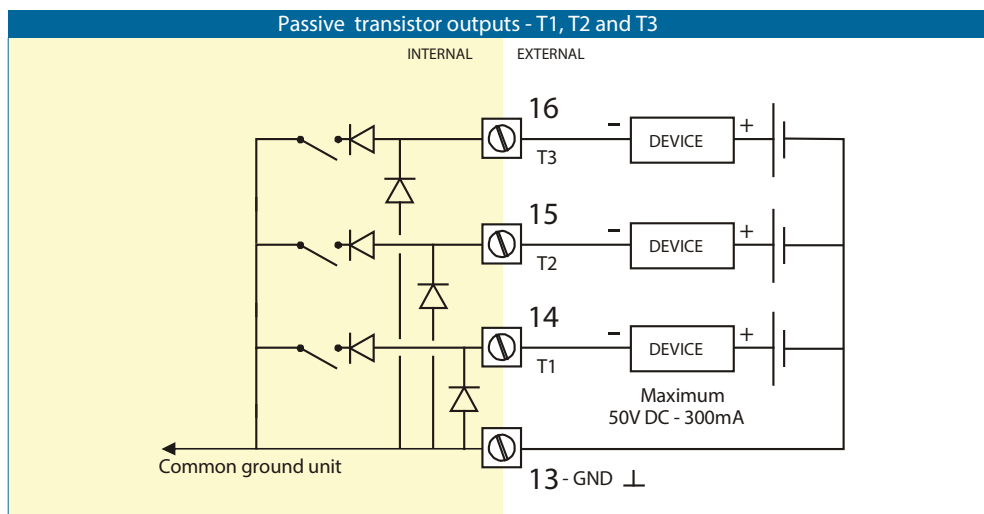 Passive transistor outputs - T1, T2 and T3
INTERNAL
EXTERNAL
16
T3
- DEVICE +
15
T2
- DEVICE +
14
T1
- DEVICE +
Maximum
50V DC - 300mA
Common ground unit
13 - GND ⊥